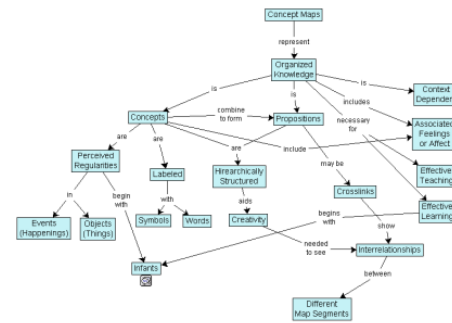 Concept Maps
represent
Organized
Knowledge
is
is
is
Context
Dependent
includes
necessary
for
Concepts
combine
to form
Propositions
Associated
Feelings
or Affect
are
are
are
include
may be
Perceived
Regularities
Labeled
Hirearchically
Structured
Effective
Teaching
Crosslinks
in
begin
with
with
aids
Symbols
Words
Creativity
Effective
Learning
Events
(Happenings)
Objects
(Things)
begins
with
show
needed
to see
Interrelationships
Infants
between
Different
Map Segments